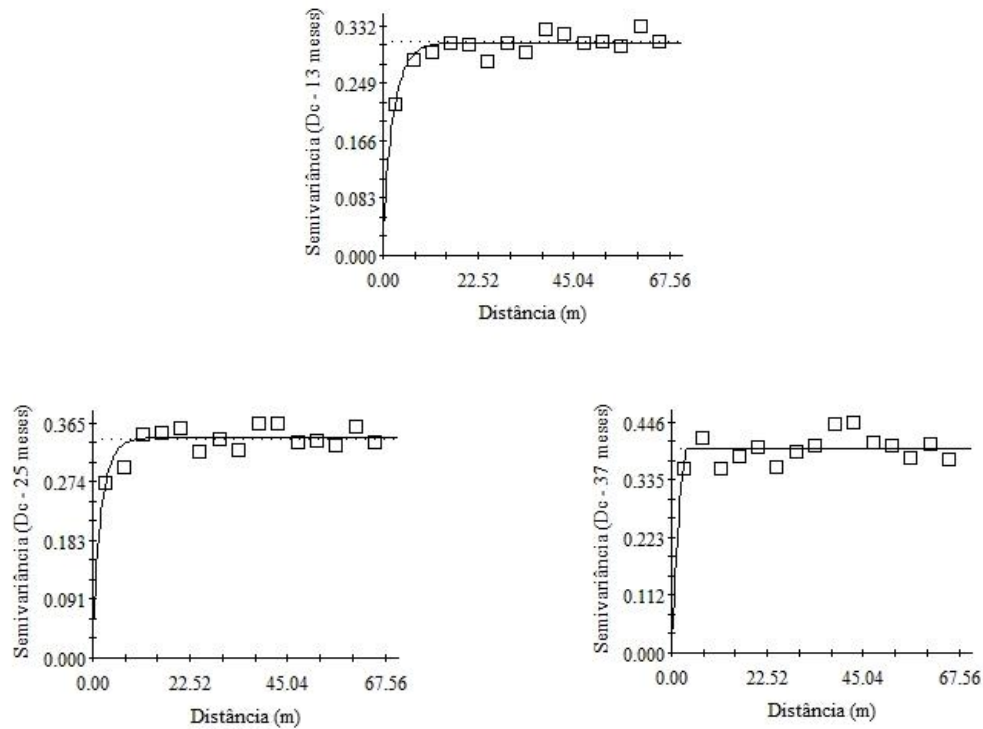 Semivariância (Dc - 13 meses)
0.332
0.249
0.166
0.083
0.000
0.00 22.52 45.04 67.56
Distância (m)
Semivariância (Dc - 25 meses)
0.365
0.274
0.183
0.091
0.000
0.00 22.52 45.04 67.56
Distância (m)
Semivariância (Dc - 37 meses)
0.446
0.335
0.223
0.112
0.000
0.00 22.52 45.04 67.56
Distância (m)